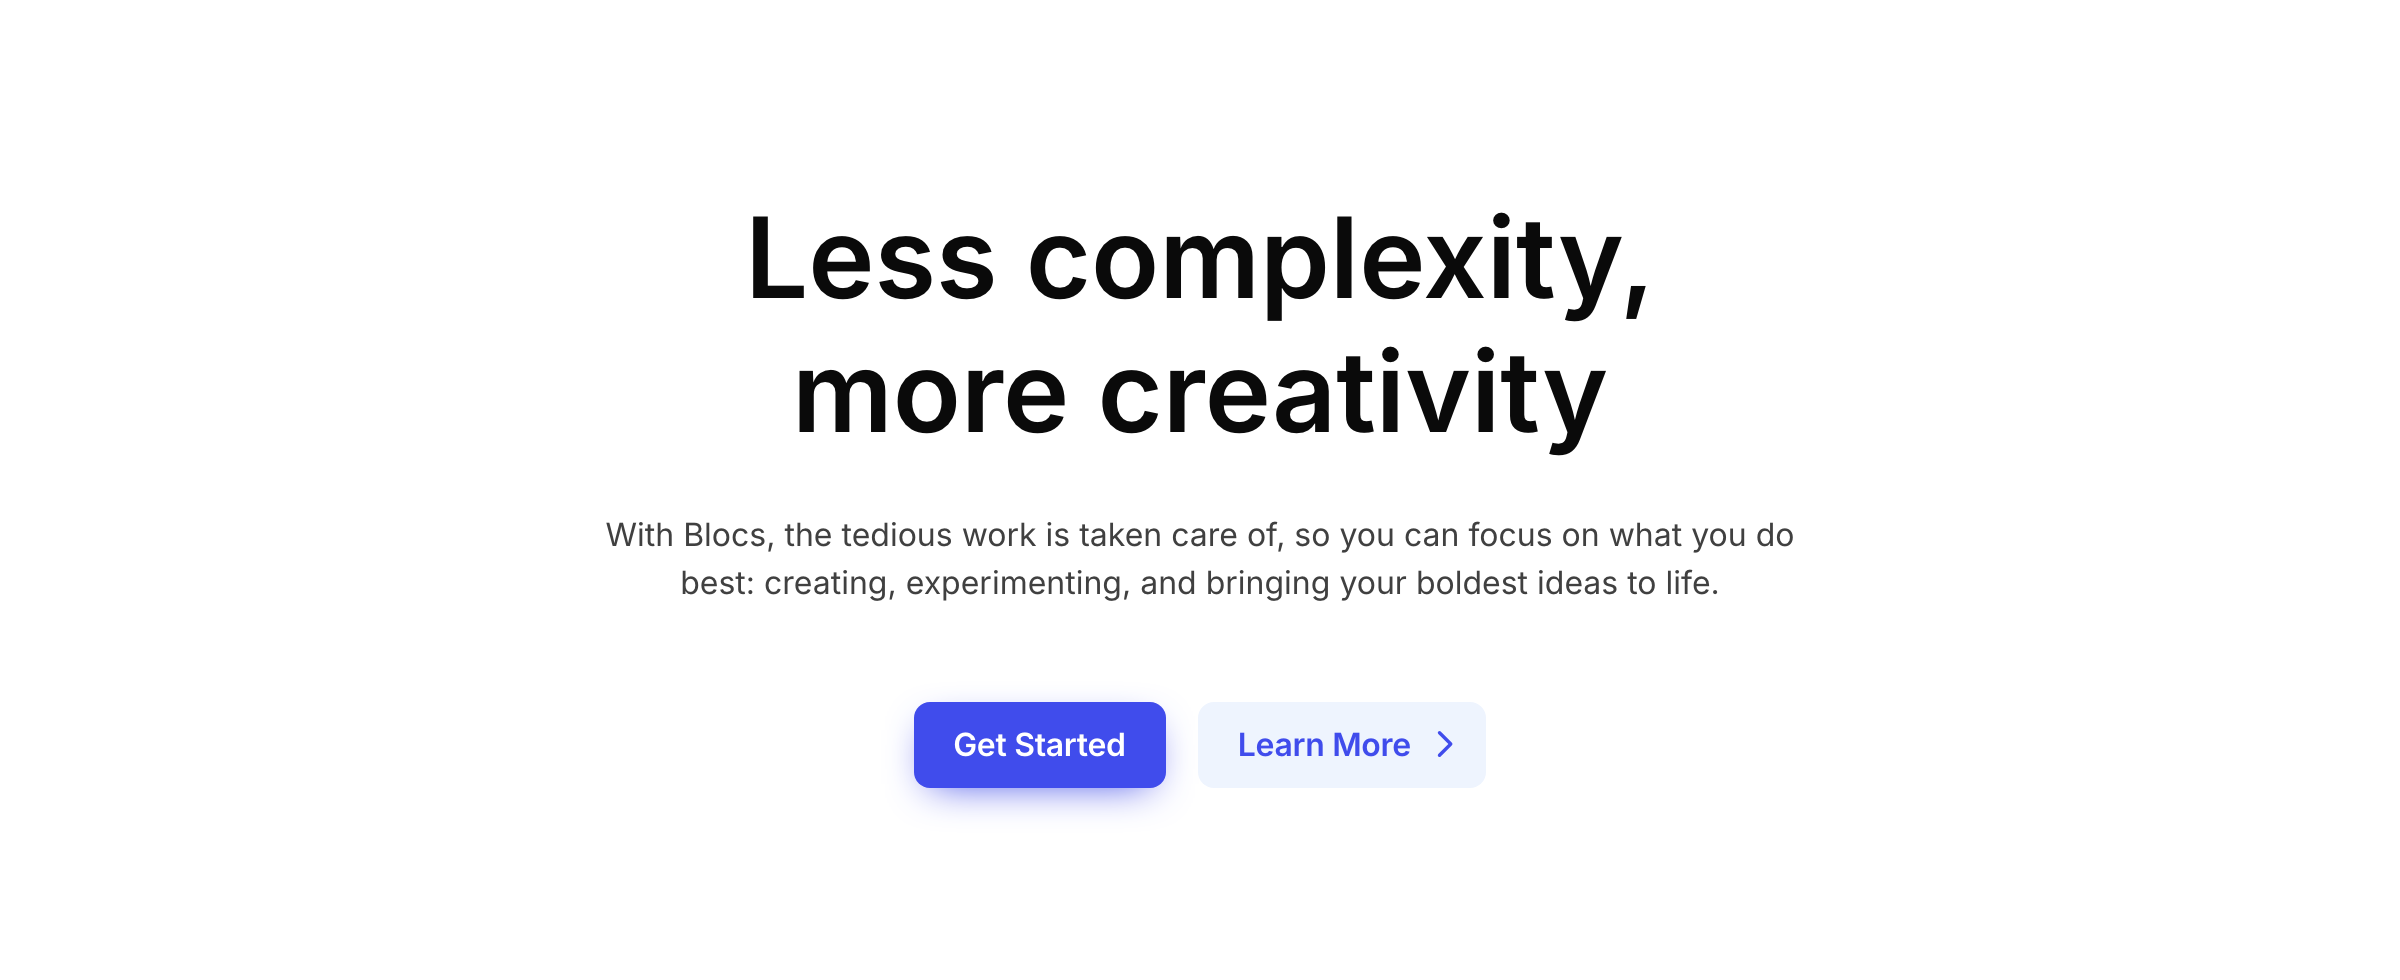 Less complexity,
more creativity
With Blocs, the tedious work is taken care of, so you can focus on what you do
best: creating, experimenting, and bringing your boldest ideas to life.
Get Started
Learn More